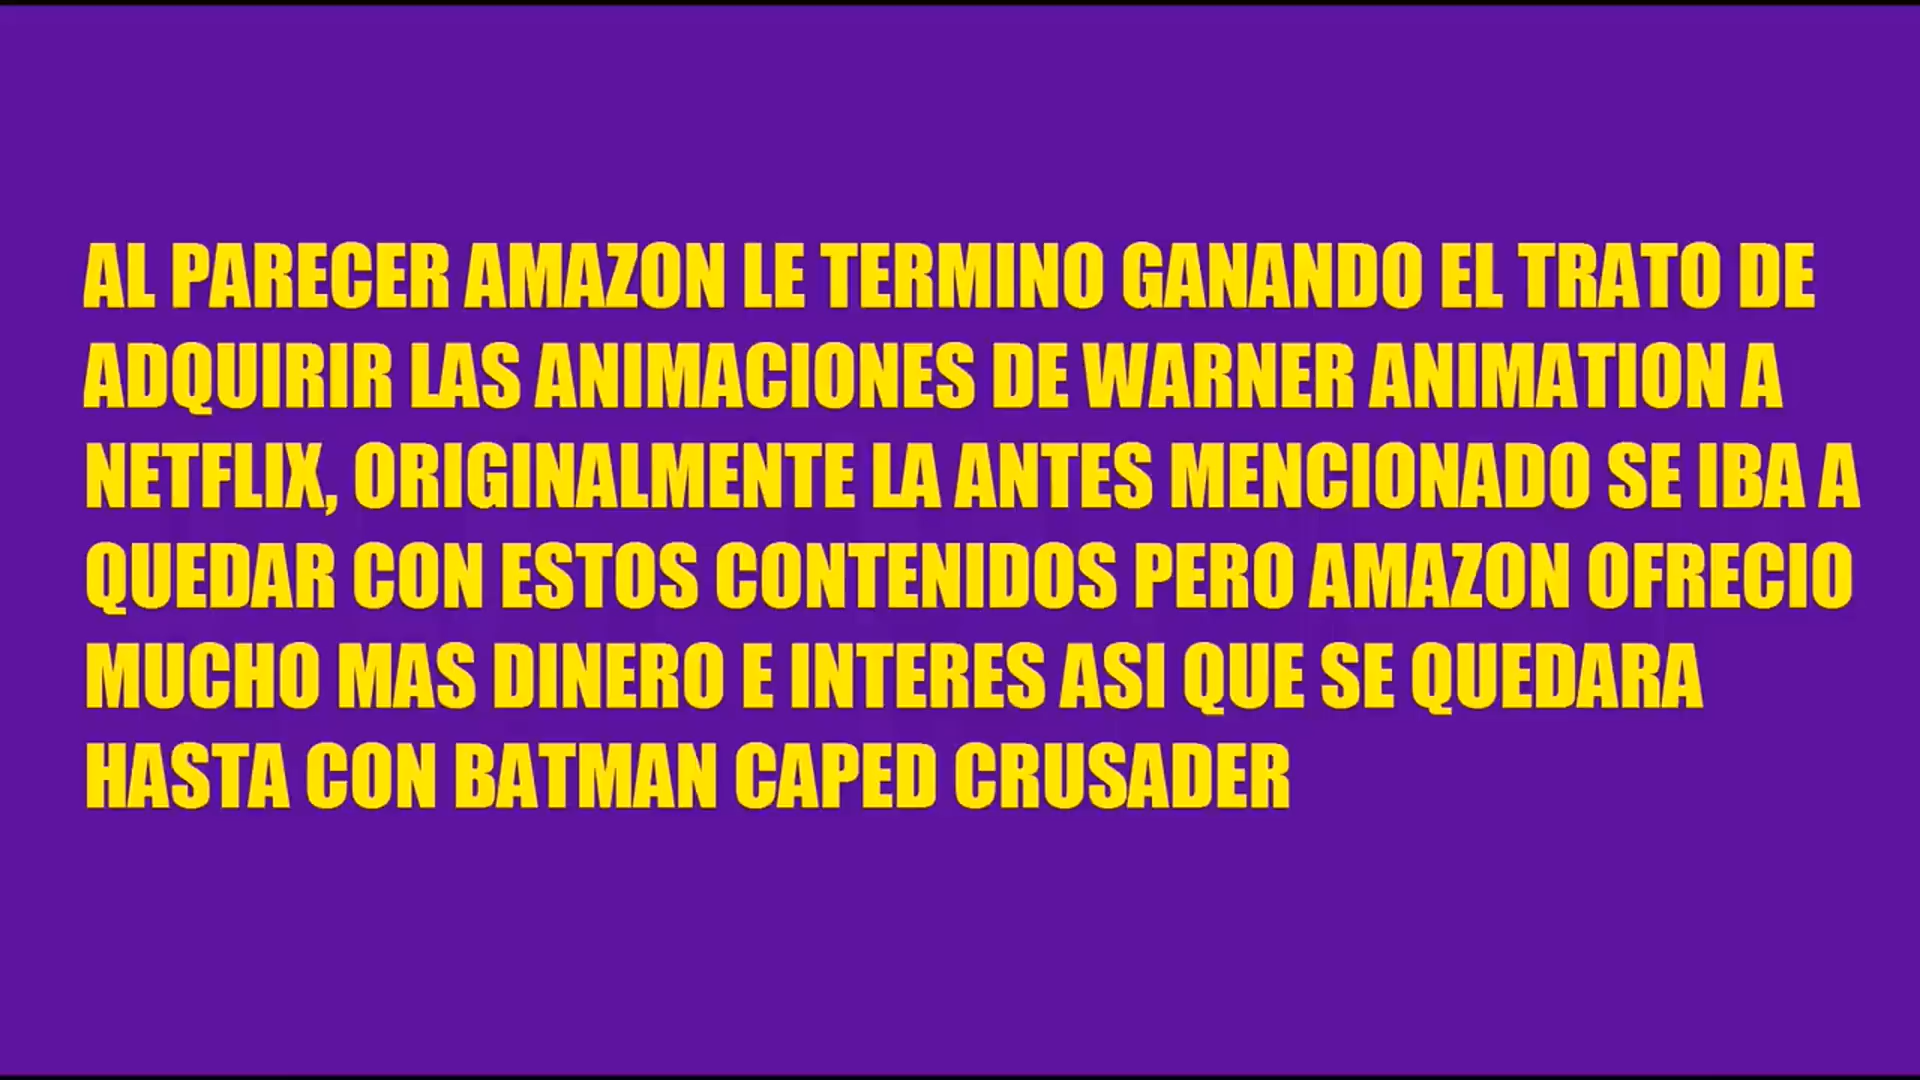 AL PARECER AMAZON LE TERMINO GANANDO EL TRATO DE
ADQUIRIR LAS ANIMACIONES DE WARNER ANIMATION A
NETFLIX, ORIGINALMENTE LA ANTES MENCIONADO SE IBA A
QUEDAR CON ESTOS CONTENIDOS PERO AMAZON OFRECIO
MUCHO MAS DINERO E INTERES ASI QUE SE QUEDARA
HASTA CON BATMAN CAPED CRUSADER